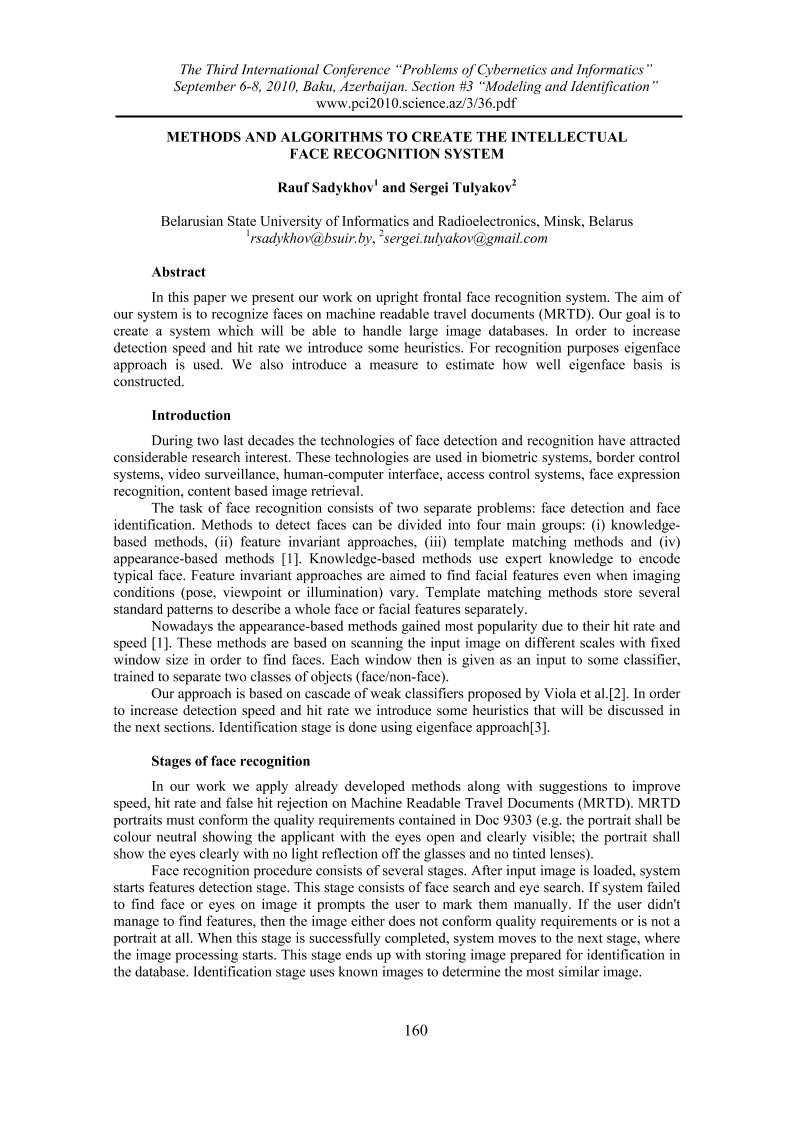 The Third International Conference “Problems of Cybernetics and Informatics”
September 6-8, 2010, Baku, Azerbaijan. Section #3 “Modeling and Identification”
www.pci2010.science.az/3/36.pdf
METHODS AND ALGORITHMS TO CREATE THE INTELLECTUAL
FACE RECOGNITION SYSTEM
Rauf Sadykhov1 and Sergei Tulyakov2
Belarusian State University of Informatics and Radioelectronics, Minsk, Belarus
1rsadykhov@bsuir.by, 2sergei.tulyakov@gmail.com
Abstract
In this paper we present our work on upright frontal face recognition system. The aim of
our system is to recognize faces on machine readable travel documents (MRTD). Our goal is to
create a system which will be able to handle large image databases. In order to increase
detection speed and hit rate we introduce some heuristics. For recognition purposes eigenface
approach is used. We also introduce a measure to estimate how well eigenface basis is
constructed.
Introduction
During two last decades the technologies of face detection and recognition have attracted
considerable research interest. These technologies are used in biometric systems, border control
systems, video surveillance, human-computer interface, access control systems, face expression
recognition, content based image retrieval.
The task of face recognition consists of two separate problems: face detection and face
identification. Methods to detect faces can be divided into four main groups: (i) knowledge-
based methods, (ii) feature invariant approaches, (iii) template matching methods and (iv)
appearance-based methods [1]. Knowledge-based methods use expert knowledge to encode
typical face. Feature invariant approaches are aimed to find facial features even when imaging
conditions (pose, viewpoint or illumination) vary. Template matching methods store several
standard patterns to describe a whole face or facial features separately.
Nowadays the appearance-based methods gained most popularity due to their hit rate and
speed [1]. These methods are based on scanning the input image on different scales with fixed
window size in order to find faces. Each window then is given as an input to some classifier,
trained to separate two classes of objects (face/non-face).
Our approach is based on cascade of weak classifiers proposed by Viola et al.[2]. In order
to increase detection speed and hit rate we introduce some heuristics that will be discussed in
the next sections. Identification stage is done using eigenface approach[3].
Stages of face recognition
In our work we apply already developed methods along with suggestions to improve
speed, hit rate and false hit rejection on Machine Readable Travel Documents (MRTD). MRTD
portraits must conform the quality requirements contained in Doc 9303 (e.g. the portrait shall be
colour neutral showing the applicant with the eyes open and clearly visible; the portrait shall
show the eyes clearly with no light reflection off the glasses and no tinted lenses).
Face recognition procedure consists of several stages. After input image is loaded, system
starts features detection stage. This stage consists of face search and eye search. If system failed
to find face or eyes on image it prompts the user to mark them manually. If the user didn't
manage to find features, then the image either does not conform quality requirements or is not a
portrait at all. When this stage is successfully completed, system moves to the next stage, where
the image processing starts. This stage ends up with storing image prepared for identification in
the database. Identification stage uses known images to determine the most similar image.
160